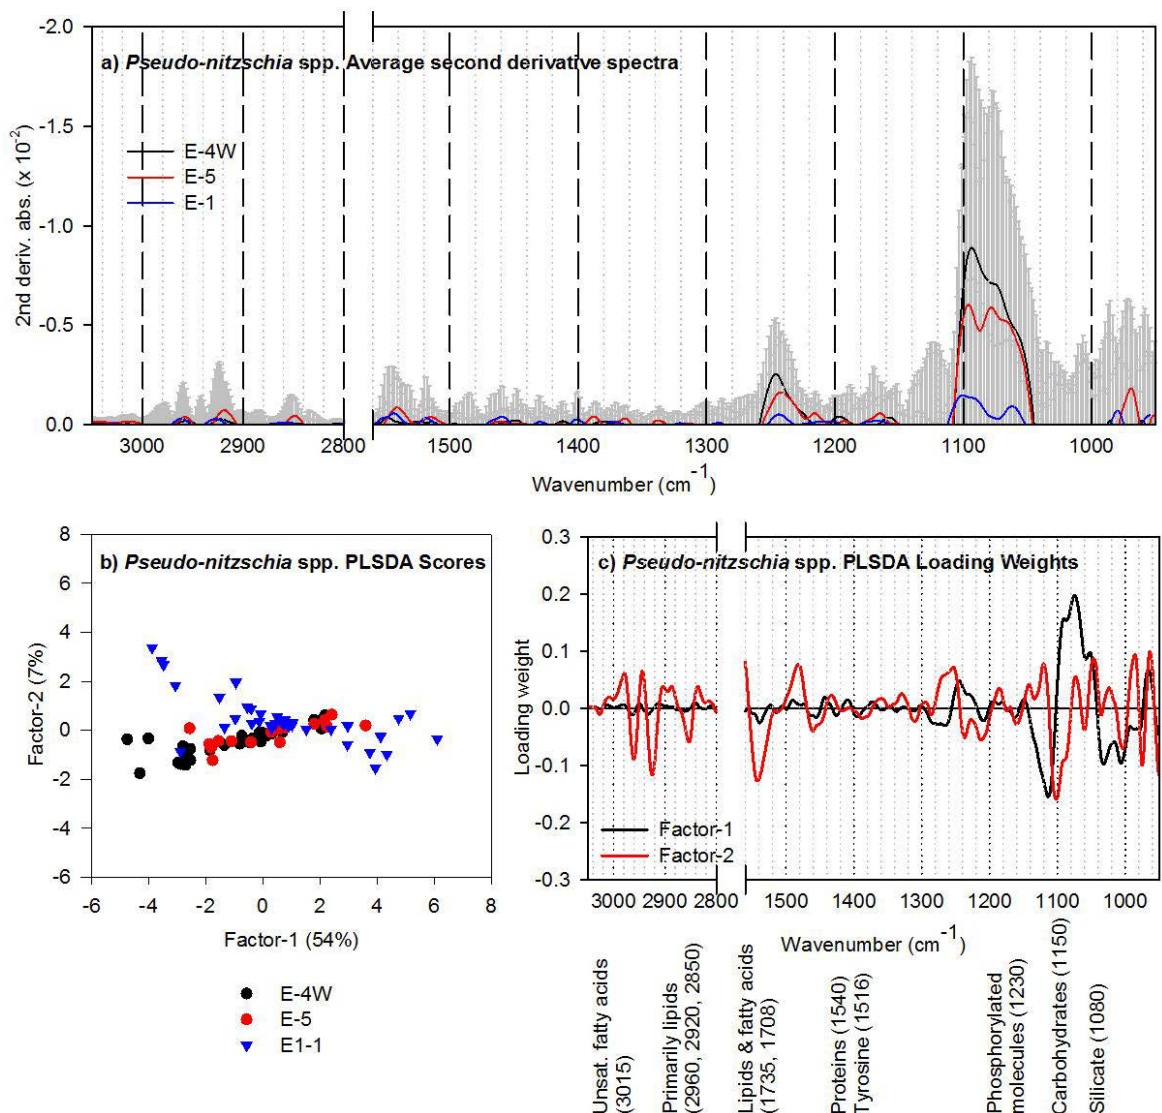 a) Pseudo-nitzschia spp. Average second derivative spectra
2nd deriv. abs. (x 10-2)
-2.0
-1.5
-1.0
-0.5
0.0
E-4W
E-5
E-1
3000 2900 2800 1500 1400 1300 1200 1100 1000
Wavenumber (cm-1)
b) Pseudo-nitzschia spp. PLSDA Scores
Factor-2 (7%)
8
6
4
2
0
-2
-4
-6
-6 -4 -2 0 2 4 6 8
Factor-1 (54%)
E-4W
E-5
E1-1
c) Pseudo-nitzschia spp. PLSDA Loading Weights
Loading weight
0.3
0.2
0.1
0.0
-0.1
-0.2
-0.3
Factor-1
Factor-2
3000 2900 2800 1500 1400 1300 1200 1100 1000
Wavenumber (cm-1)
Unsat. fatty acids
(3015)
Primarily lipids
(2960, 2920, 2850)
Lipids & fatty acids
(1735, 1708)
Proteins (1540)
Tyrosine (1516)
Phosphorylated
molecules (1230)
Carbohydrates (1150)
Silicate (1080)